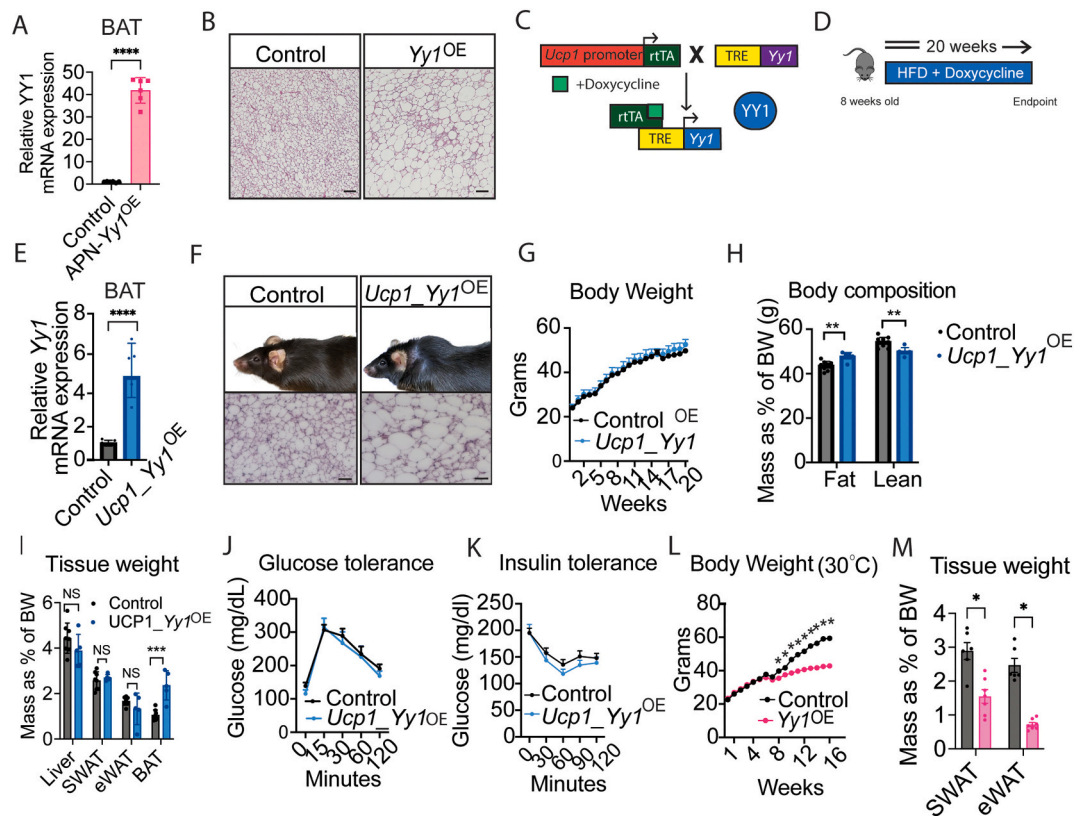 A
BAT
****
Relative YY1
mRNA expression
50
40
30
20
10
0
Control
APN-Yy1OE
B
Control
Yy1OE
C
Ucp1 promoter
rtTA
X
TRE
Yy1
+Doxycycline
rtTA
TRE
Yy1
YY1
D
20 weeks
HFD + Doxycycline
8 weeks old
Endpoint
E
BAT
****
Relative Yy1
mRNA expression
8
6
4
2
0
Control
Ucp1_Yy1OE
F
Control
Ucp1_Yy1OE
G
Body Weight
Grams
60
40
20
0
Control
Ucp1_Yy1OE
2
5
8
11
14
17
20
Weeks
H
Body composition
Mass as % of BW (g)
60
40
20
0
**
**
Fat
Lean
Control
Ucp1_Yy1OE
I
Tissue weight
Mass as % of BW
6
4
2
0
NS
NS
NS
***
Control
UCP1_Yy1OE
Liver
SWAT
eWAT
BAT
J
Glucose tolerance
Glucose (mg/dL)
400
300
200
100
0
Control
Ucp1_Yy1OE
0
15
30
60
120
Minutes
K
Insulin tolerance
Glucose (mg/dl)
250
200
150
100
50
0
Control
Ucp1_Yy1OE
0
30
60
90
120
Minutes
L
Body Weight (30°C)
Grams
80
60
40
20
0
*********
Control
Yy1OE
1
4
8
12
16
Weeks
M
Tissue weight
Mass as % of BW
4
3
2
1
0
*
*
SWAT
eWAT